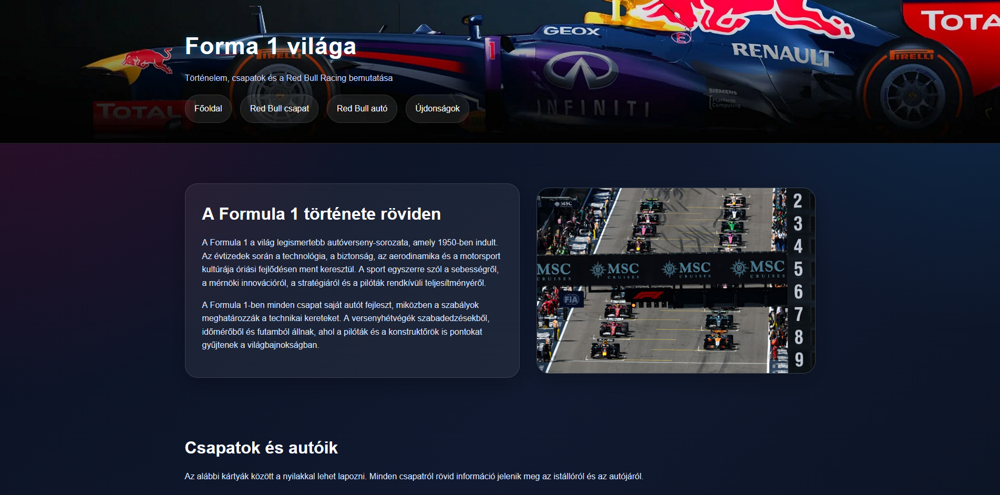 Forma 1 világa
Történelem, csapatok és a Red Bull Racing bemutatása
Főoldal
Red Bull csapat
Red Bull autó
Újdonságok
GEOX
RENAULT
TOTA
PIRELLI
PIRELLI
1
E
INFINITI
SIEMENS
Platform
Computing
TOTAL
A Formula 1 története röviden
A Formula 1 a világ legismertebb autóverseny-sorozata, amely 1950-ben indult.
Az évtizedek során a technológia, a biztonság, az aerodinamika és a motorsport
kultúrája óriási fejlődésen ment keresztül. A sport egyszerre szól a sebességről,
a mérnöki innovációról, a stratégiáról és a pilóták rendkívüli teljesítményéről.
A Formula 1-ben minden csapat saját autót fejleszt, miközben a szabályok
meghatározzák a technikai kereteket. A versenyhétvégék szabadedzésekből,
időmérőből és futamból állnak, ahol a pilóták és a konstruktőrök is pontokat
gyűjtenek a világbajnokságban.
MSC
MSC CRUISES
MSC CRUISES
MSC CRUISES
MSC CRUISES
FIA
2
3
4
5
6
7
8
9
Csapatok és autóik
Az alábbi kártyák között a nyilakkal lehet lapozni. Minden csapatról rövid információ jelenik meg az istállóról és az autójáról.